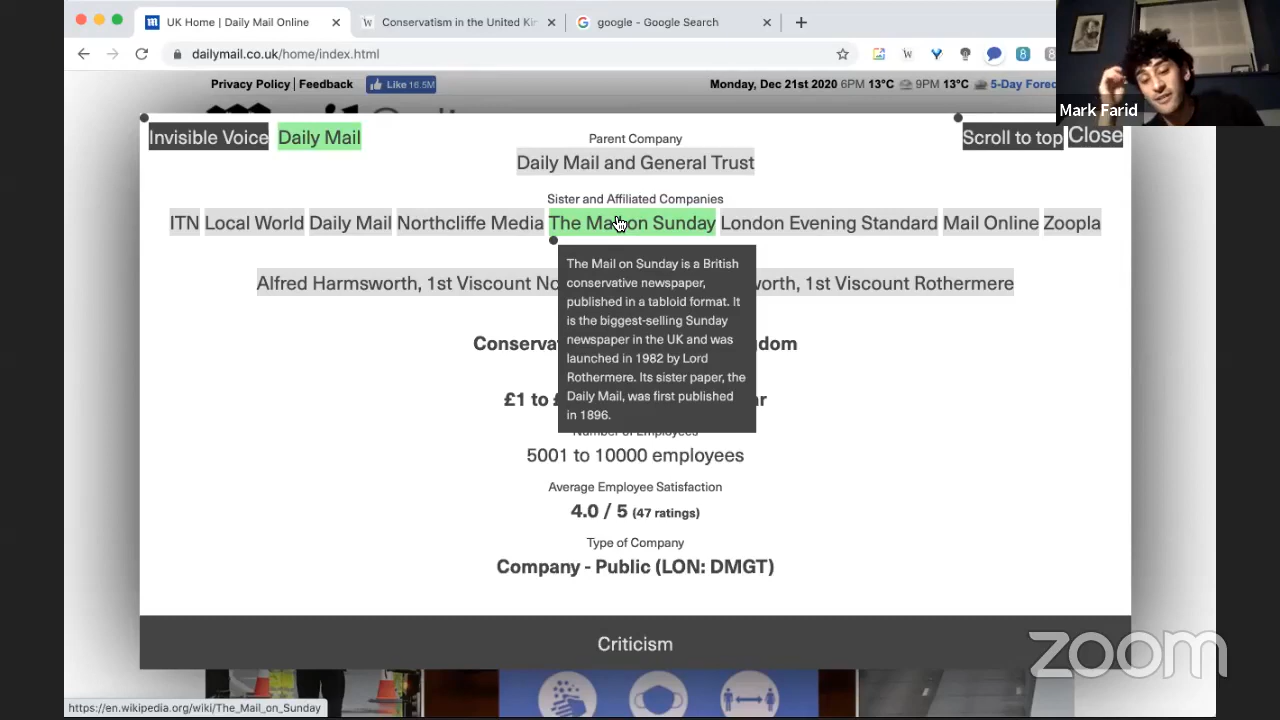 UK Home | Daily Mail Online
Conservatism in the United Kin
google - Google Search
dailymail.co.uk/home/index.html
Privacy Policy | Feedback
Like 16.5M
Monday, Dec 21st 2020 6PM 13°C 9PM 13°C 5-Day Forec
Mark Farid
Invisible Voice
Daily Mail
Scroll to top
Close
Parent Company
Daily Mail and General Trust
Sister and Affiliated Companies
ITN Local World Daily Mail Northcliffe Media The Mail on Sunday London Evening Standard Mail Online Zoopla
Alfred Harmsworth, 1st Viscount No
worth, 1st Viscount Rothermere
The Mail on Sunday is a British
conservative newspaper,
published in a tabloid format. It
is the biggest-selling Sunday
newspaper in the UK and was
launched in 1982 by Lord
Rothermere. Its sister paper, the
Daily Mail, was first published
in 1896.
Conserva
dom
£1 to
ar
Number of Employees
5001 to 10000 employees
Average Employee Satisfaction
4.0 / 5 (47 ratings)
Type of Company
Company - Public (LON: DMGT)
Criticism
zoom
https://en.wikipedia.org/wiki/The_Mail_on_Sunday